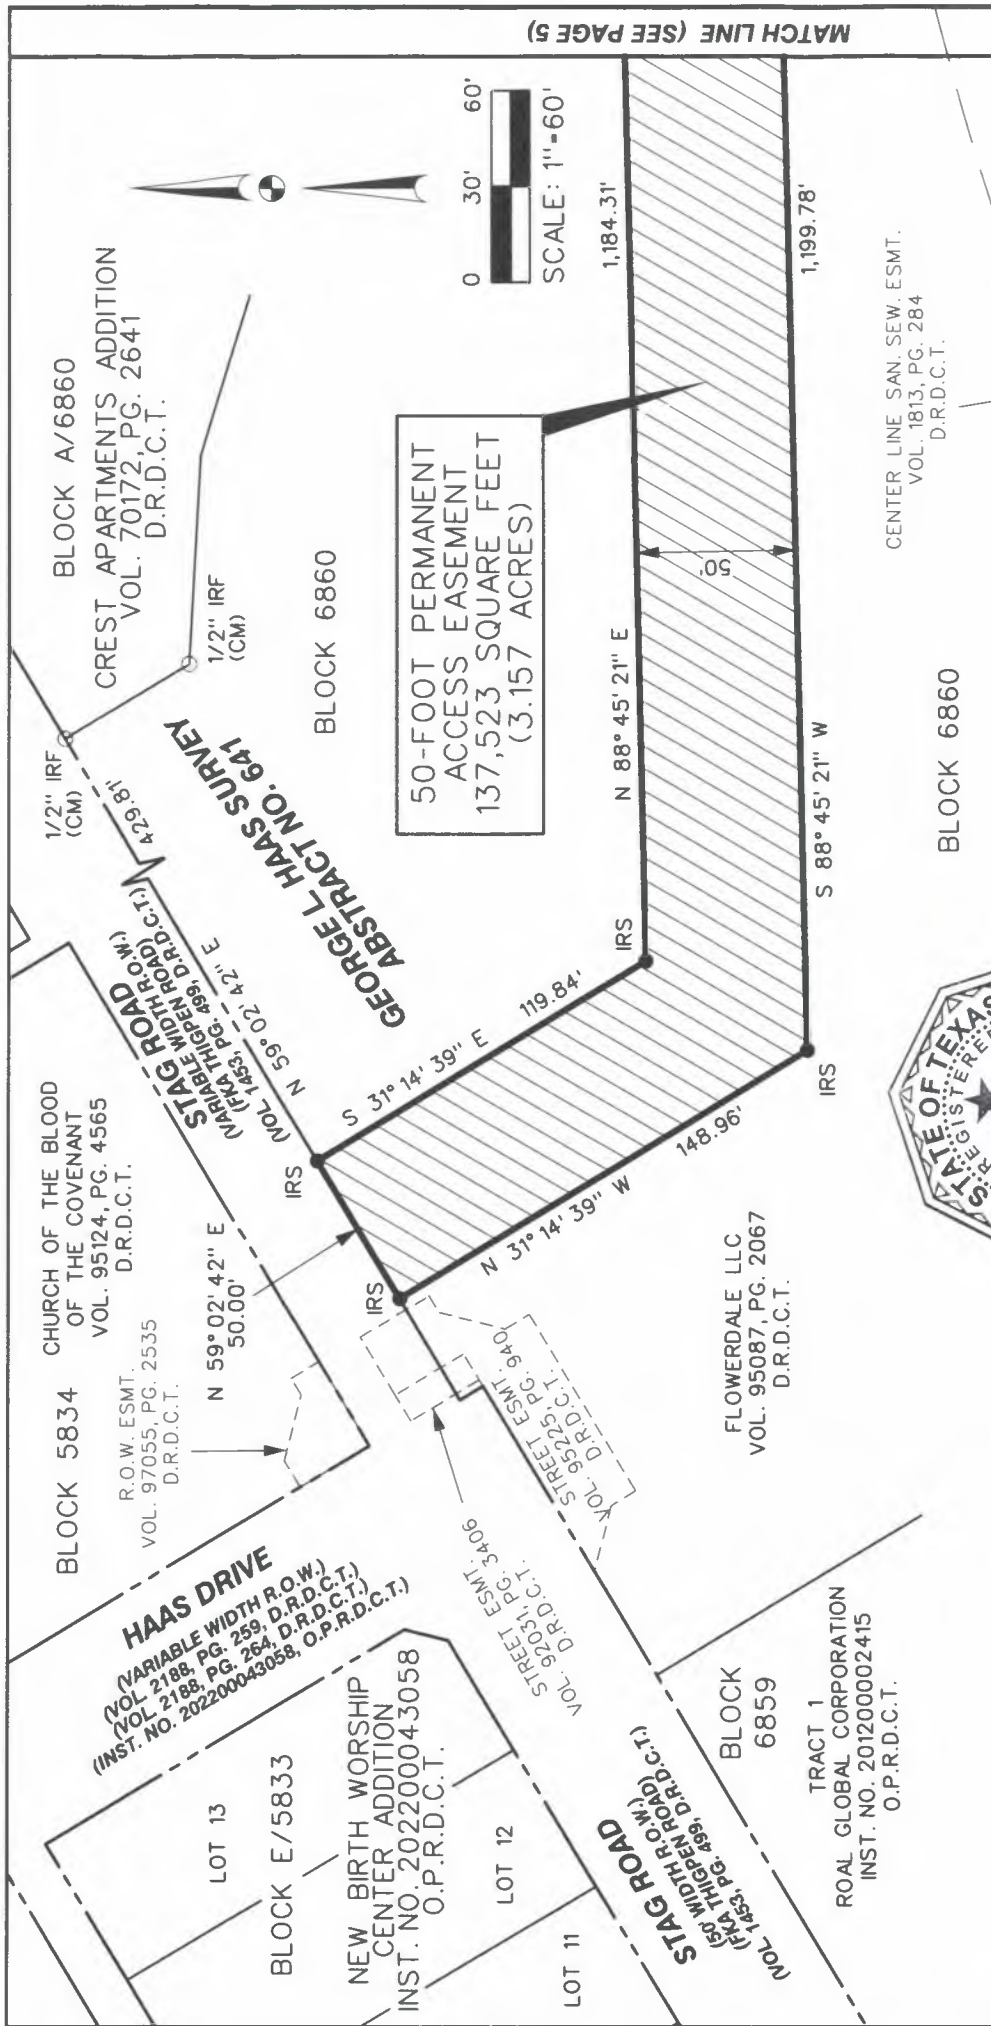 MATCH LINE (SEE PAGE 5)
BLOCK A/6860
CREST APARTMENTS ADDITION
VOL. 70172, PG. 2641
D.R.D.C.T.
1/2" IRF
(CM)
1/2" IRF
(CM)
429.81'
BLOCK 6860
0 30' 60'
SCALE: 1"=60'
GEORGE L. HAAS SURVEY
ABSTRACT NO. 641
50-FOOT PERMANENT
ACCESS EASEMENT
137,523 SQUARE FEET
(3.157 ACRES)
1,184.31'
N 88° 45' 21" E
50'
1,199.78'
S 88° 45' 21" W
CENTER LINE SAN. SEW. ESMT.
VOL. 1813, PG. 284
D.R.D.C.T.
BLOCK 6860
STAG ROAD
(VARIABLE WIDTH R.O.W.)
(FKA THIGPEN ROAD)
(VOL. 1453, PG. 499, D.R.D.C.T.)
N 59° 02' 42" E
CHURCH OF THE BLOOD
OF THE COVENANT
VOL. 95124, PG. 4565
D.R.D.C.T.
BLOCK 5834
R.O.W. ESMT.
VOL. 97055, PG. 2535
D.R.D.C.T.
N 59° 02' 42" E
50.00'
IRS
IRS
IRS
IRS
S 31° 14' 39" E
119.84'
N 31° 14' 39" W
148.96'
STATE OF TEXAS
FLOWERDALE LLC
VOL. 95087, PG. 2067
D.R.D.C.T.
STREET ESMT.
VOL. 95225, PG. 940
D.R.D.C.T.
STREET ESMT.
VOL. 92031, PG. 3406
D.R.D.C.T.
HAAS DRIVE
(VARIABLE WIDTH R.O.W.)
(VOL. 2188, PG. 259, D.R.D.C.T.)
(VOL. 2188, PG. 264, D.R.D.C.T.)
(INST. NO. 202200043058, O.P.R.D.C.T.)
LOT 13
BLOCK E/5833
NEW BIRTH WORSHIP
CENTER ADDITION
INST. NO. 202200043058
O.P.R.D.C.T.
LOT 12
LOT 11
STAG ROAD
(50' WIDTH R.O.W.)
(FKA THIGPEN ROAD)
(VOL. 1453, PG. 499, D.R.D.C.T.)
BLOCK
6859
TRACT 1
ROAL GLOBAL CORPORATION
INST. NO. 201200002415
O.P.R.D.C.T.